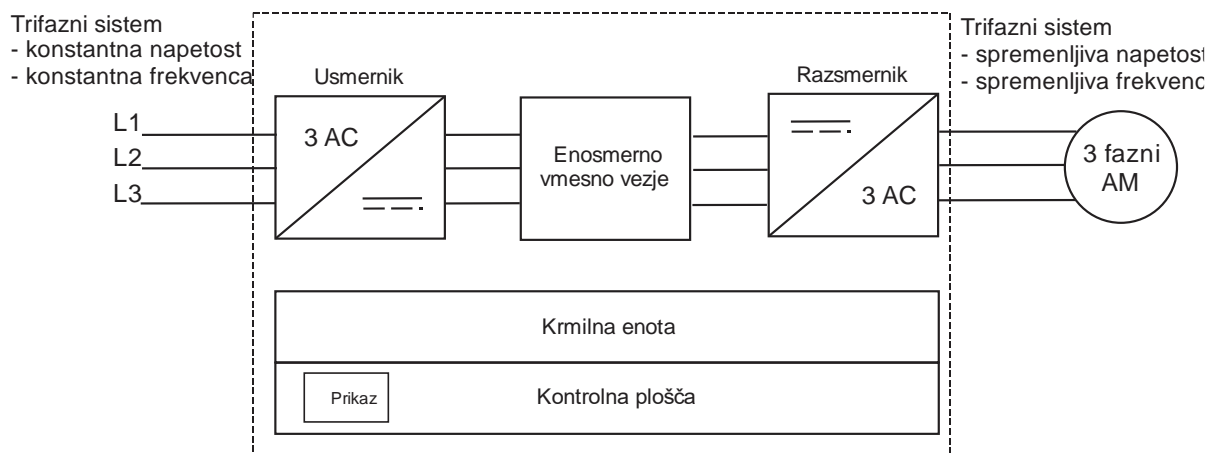 Trifazni sistem
- konstantna napetost
- konstantna frekvenca
Trifazni sistem
- spremenljiva napetost
- spremenljiva frekvenc
Usmernik
Razsmernik
L1
L2
L3
3 AC
Enosmerno
vmesno vezje
3 AC
3 fazni
AM
Krmilna enota
Prikaz
Kontrolna plošča